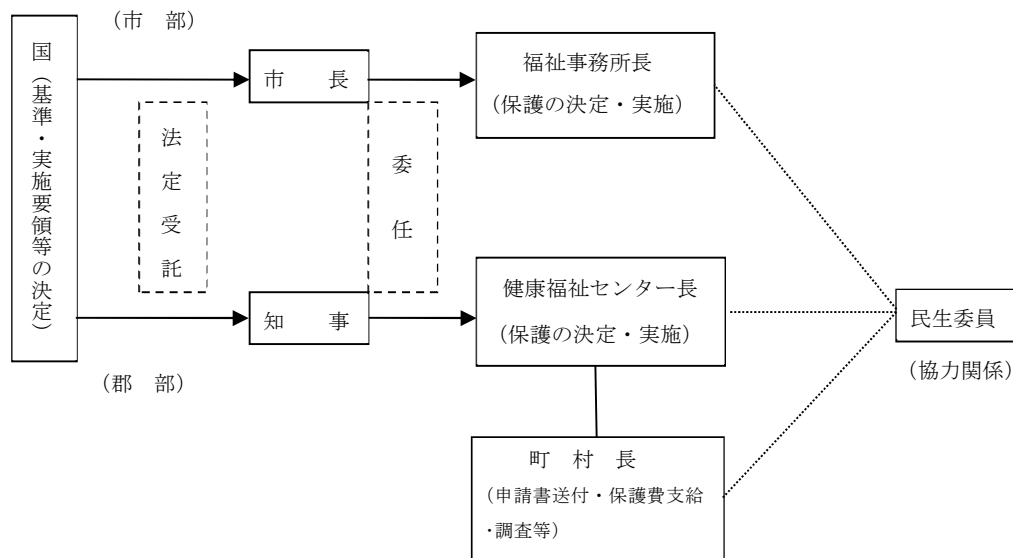 （市　部）
国（基準・実施要領等の決定）
市　長
福祉事務所長
（保護の決定・実施）
法定受託
委任
知　事
健康福祉センター長
（保護の決定・実施）
民生委員
（協力関係）
（郡　部）
町　村　長
（申請書送付・保護費支給
・調査等）